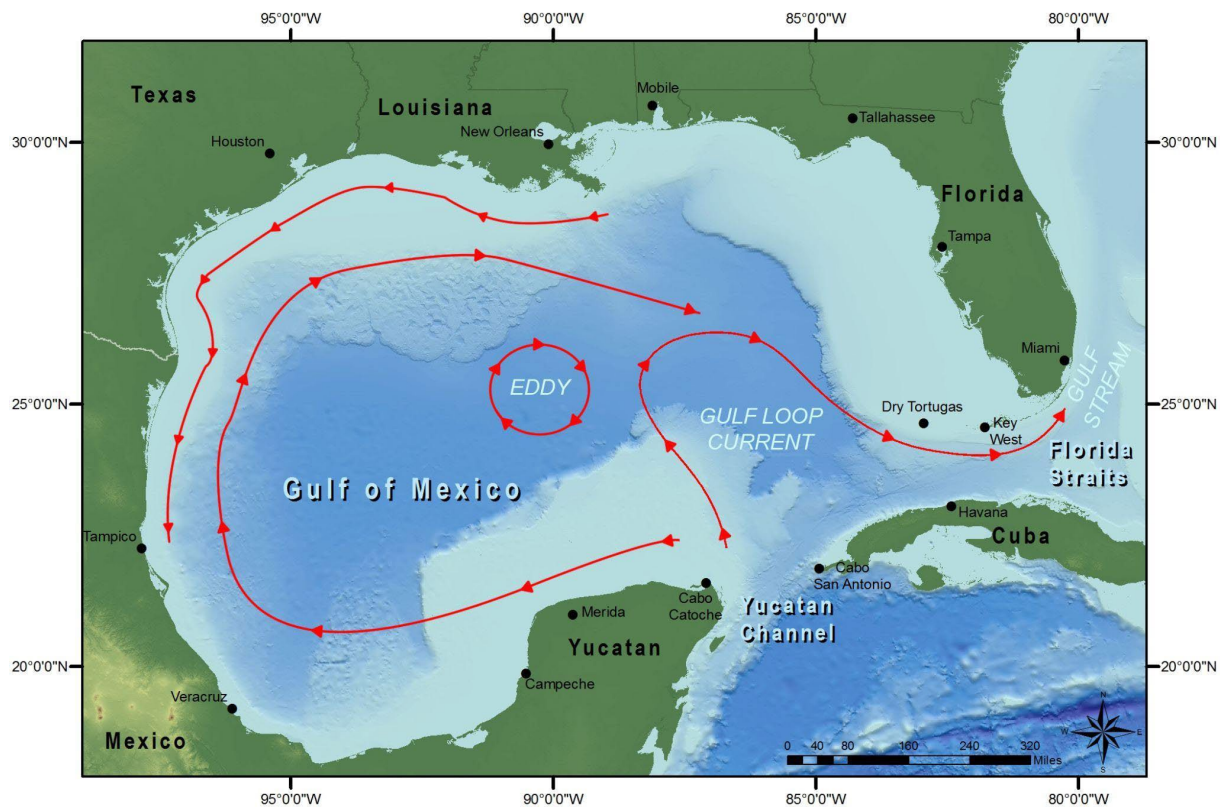 95°0'0"W
90°0'0"W
85°0'0"W
80°0'0"W
Texas
Louisiana
Mobile
Tallahassee
Houston
New Orleans
30°0'0"N
30°0'0"N
Florida
Tampa
Miami
EDDY
GULF LOOP
CURRENT
Dry Tortugas
Key
West
GULF
STREAM
25°0'0"N
25°0'0"N
Florida
Straits
Gulf of Mexico
Havana
Cuba
Tampico
Cabo
San Antonio
Cabo
Catoche
Merida
Yucatan
Channel
Yucatan
Campeche
20°0'0"N
20°0'0"N
Veracruz
Mexico
N
W
E
S
0
40
80
160
240
320
Miles
95°0'0"W
90°0'0"W
85°0'0"W
80°0'0"W